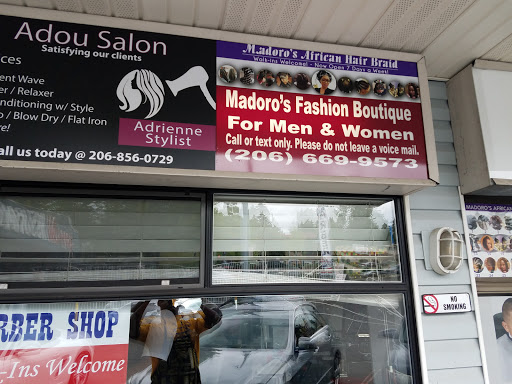 Adou Salon
Satisfying our clients
ent Wave
/ Relaxer
nditioning w/ Style
/ Blow Dry / Flat Iron
Adrienne
Stylist
all us today @ 206-856-0729
Madoro's African Hair Braid
Walk-ins Welcome! - Now Open 7 Days a Week!
Madoro's Fashion Boutique
For Men & Women
Call or text only. Please do not leave a voice mail.
(206) 669-9573
MADORO'S AFRICAN
NO
SMOKING
RBER SHOP
-Ins Welcome